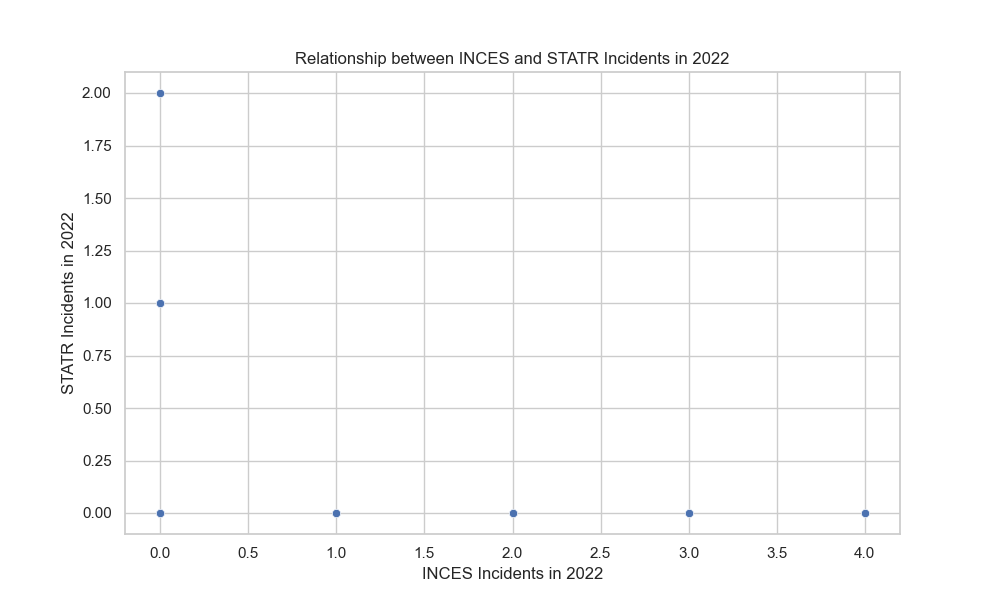 Relationship between INCES and STATR Incidents in 2022
STATR Incidents in 2022
2.00
1.75
1.50
1.25
1.00
0.75
0.50
0.25
0.00
0.0 0.5 1.0 1.5 2.0 2.5 3.0 3.5 4.0
INCES Incidents in 2022